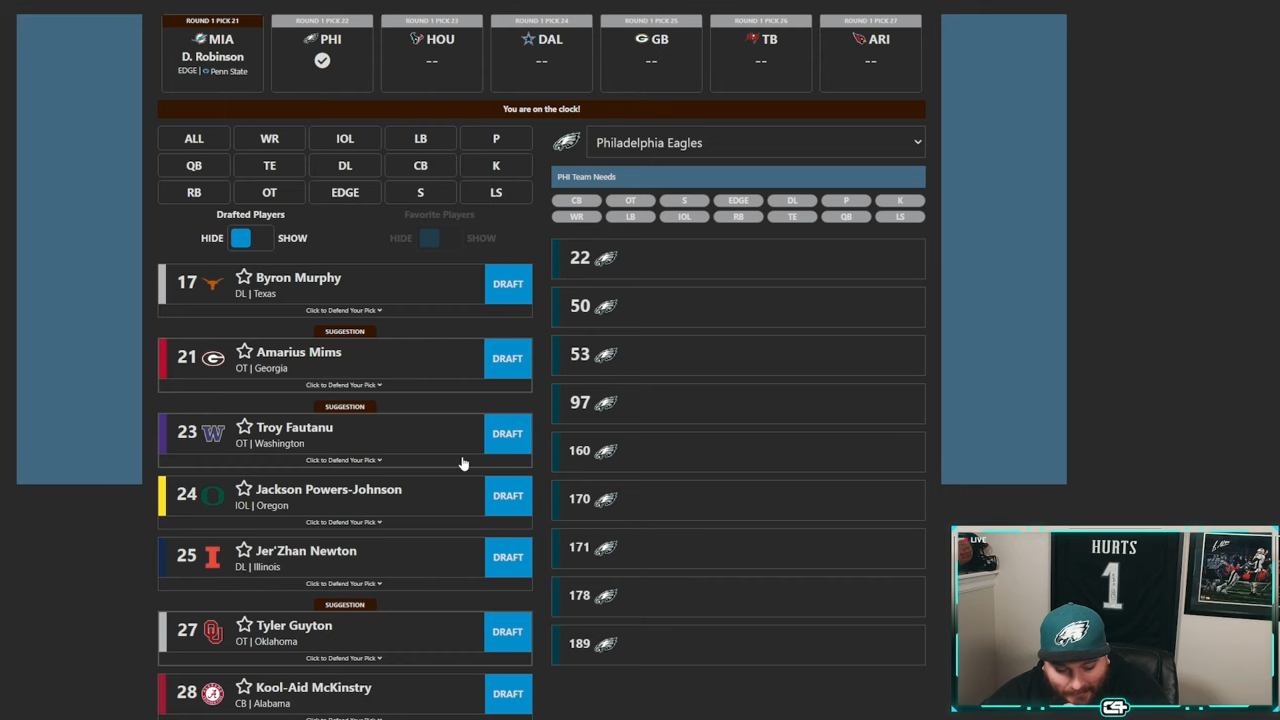 ROUND 1 PICK 21
MIA
D. Robinson
EDGE | Penn State
ROUND 1 PICK 22
PHI
ROUND 1 PICK 23
HOU
--
ROUND 1 PICK 24
DAL
--
ROUND 1 PICK 25
GB
--
ROUND 1 PICK 26
TB
--
ROUND 1 PICK 27
ARI
--
You are on the clock!
ALL WR IOL LB P
QB TE DL CB K
RB OT EDGE S LS
Drafted Players
HIDE SHOW
Favorite Players
HIDE SHOW
17 Byron Murphy
DL | Texas
DRAFT
Click to Defend Your Pick
SUGGESTION
21 Amarius Mims
OT | Georgia
DRAFT
Click to Defend Your Pick
SUGGESTION
23 Troy Fautanu
OT | Washington
DRAFT
Click to Defend Your Pick
24 Jackson Powers-Johnson
IOL | Oregon
DRAFT
Click to Defend Your Pick
25 Jer'Zhan Newton
DL | Illinois
DRAFT
Click to Defend Your Pick
SUGGESTION
27 Tyler Guyton
OT | Oklahoma
DRAFT
Click to Defend Your Pick
28 Kool-Aid McKinstry
CB | Alabama
DRAFT
Philadelphia Eagles
PHI Team Needs
CB OT S EDGE DL P K
WR LB IOL RB TE QB LS
22
50
53
97
160
170
171
178
189
LIVE
HURTS
1